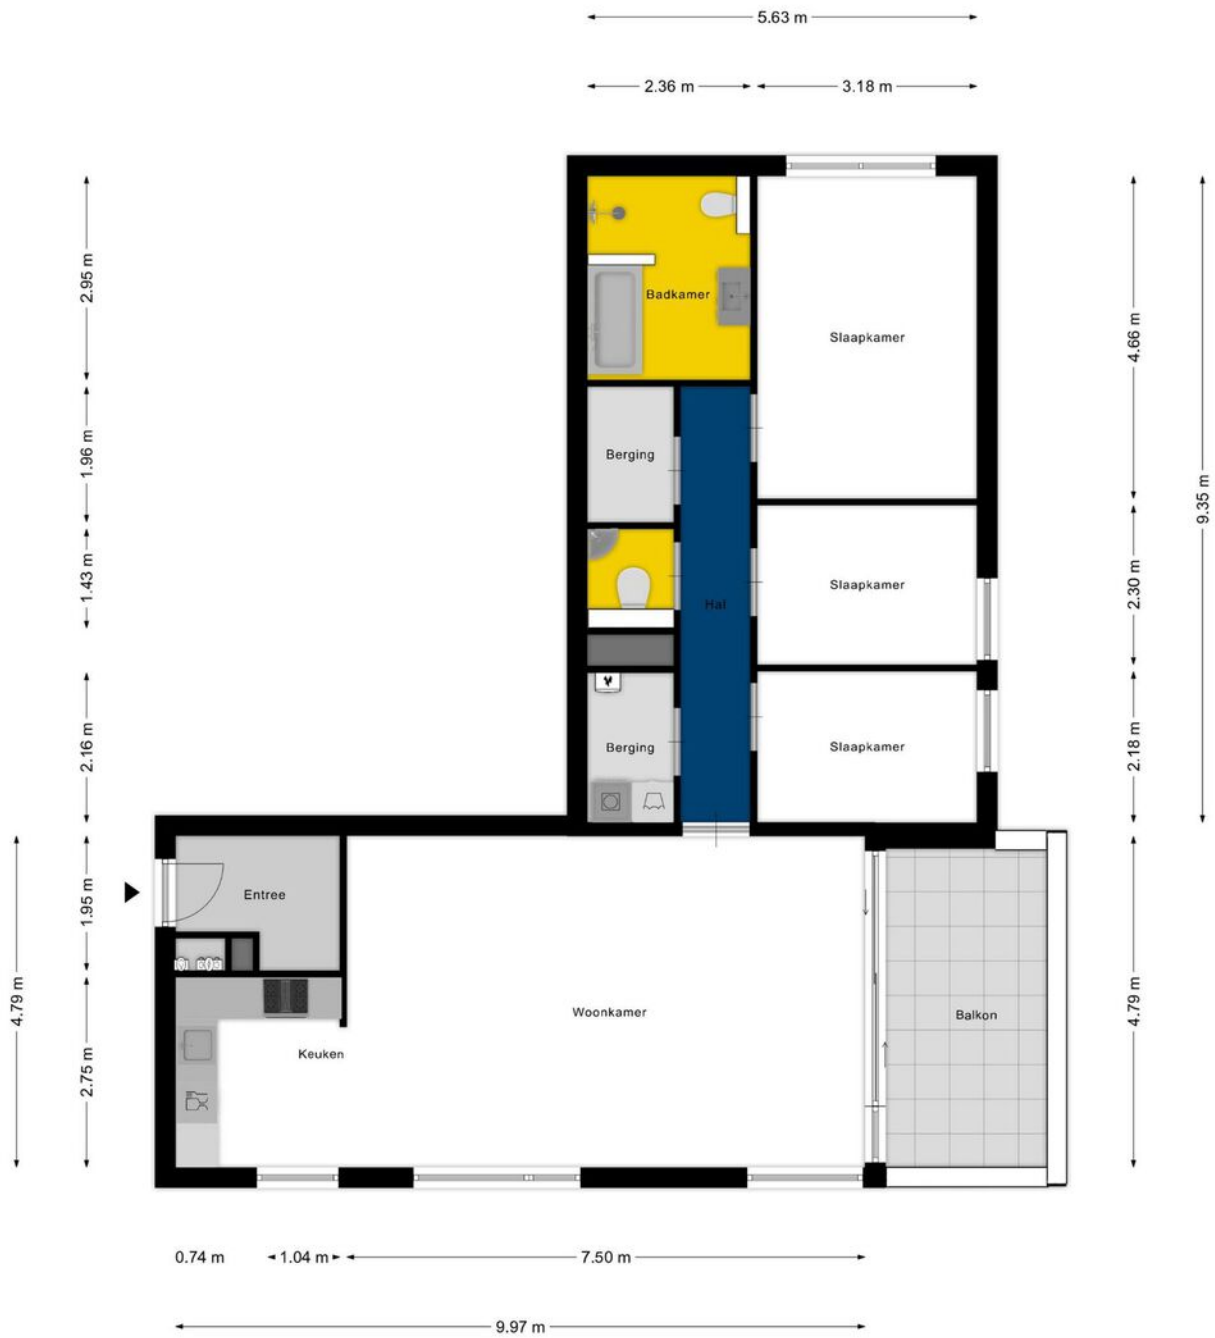 5.63 m
2.36 m
3.18 m
2.95 m
1.96 m
1.43 m
2.16 m
1.95 m
2.75 m
4.79 m
4.66 m
2.30 m
2.18 m
4.79 m
9.35 m
Badkamer
Slaapkamer
Berging
Slaapkamer
Hal
Berging
Slaapkamer
Entree
Woonkamer
Balkon
Keuken
0.74 m
1.04 m
7.50 m
9.97 m